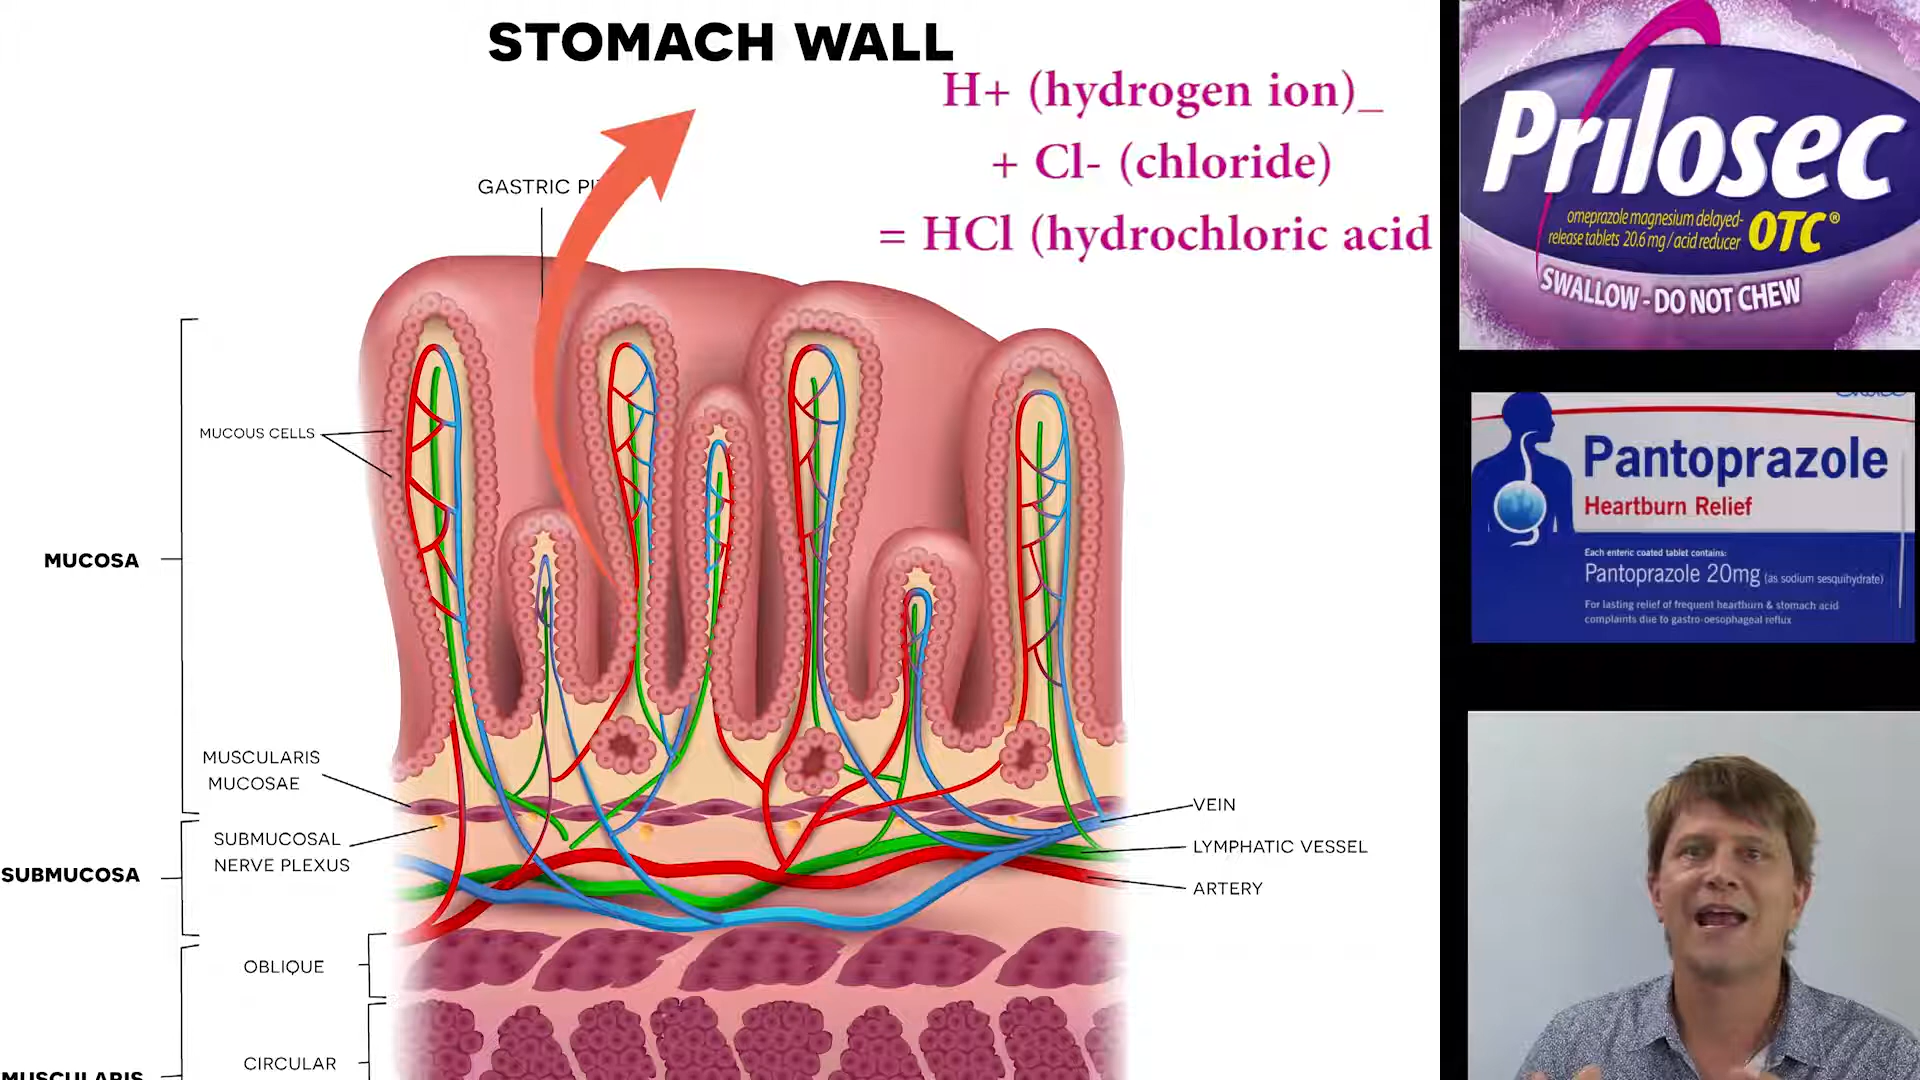 STOMACH WALL
H+ (hydrogen ion)_
+ Cl- (chloride)
= HCl (hydrochloric acid
GASTRIC PI
MUCOUS CELLS
MUCOSA
MUSCULARIS
MUCOSAE
SUBMUCOSAL
NERVE PLEXUS
SUBMUCOSA
VEIN
LYMPHATIC VESSEL
ARTERY
OBLIQUE
CIRCULAR
MUSCULARIS
Prilosec
omeprazole magnesium delayed-
release tablets 20.6 mg / acid reducer
OTC®
SWALLOW - DO NOT CHEW
Pantoprazole
Heartburn Relief
Each enteric coated tablet contains:
Pantoprazole 20mg (as sodium sesquihydrate)
For lasting relief of frequent heartburn & stomach acid
complaints due to gastro-oesophageal reflux